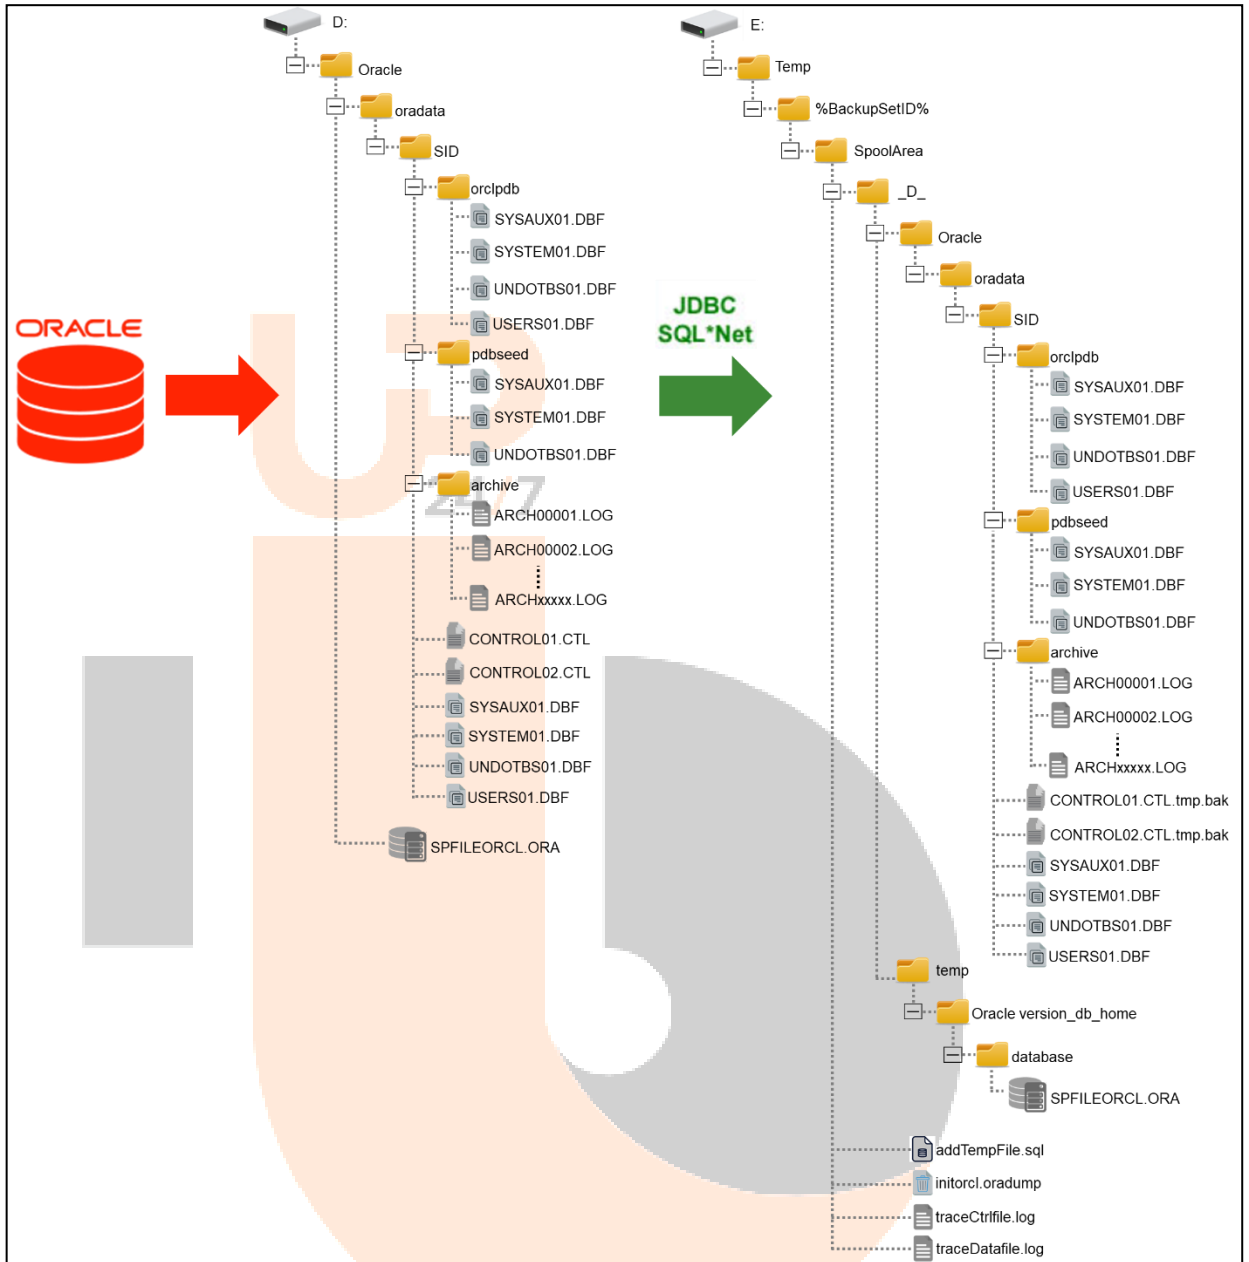 D:
Oracle
oradata
SID
orclpdb
SYSAUX01.DBF
SYSTEM01.DBF
UNDOTBS01.DBF
USERS01.DBF
pdbseed
SYSAUX01.DBF
SYSTEM01.DBF
UNDOTBS01.DBF
archive
ARCH00001.LOG
ARCH00002.LOG
ARCHxxxxx.LOG
CONTROL01.CTL
CONTROL02.CTL
SYSAUX01.DBF
SYSTEM01.DBF
UNDOTBS01.DBF
USERS01.DBF
SPFILEORCL.ORA
ORACLE
24/7
JDBC
SQL*Net
E:
Temp
%BackupSetID%
SpoolArea
_D_
Oracle
oradata
SID
orclpdb
SYSAUX01.DBF
SYSTEM01.DBF
UNDOTBS01.DBF
USERS01.DBF
pdbseed
SYSAUX01.DBF
SYSTEM01.DBF
UNDOTBS01.DBF
archive
ARCH00001.LOG
ARCH00002.LOG
ARCHxxxxx.LOG
CONTROL01.CTL.tmp.bak
CONTROL02.CTL.tmp.bak
SYSAUX01.DBF
SYSTEM01.DBF
UNDOTBS01.DBF
USERS01.DBF
temp
Oracle version_db_home
database
SPFILEORCL.ORA
addTempFile.sql
initorcl.oradump
traceCtrlfile.log
traceDatafile.log